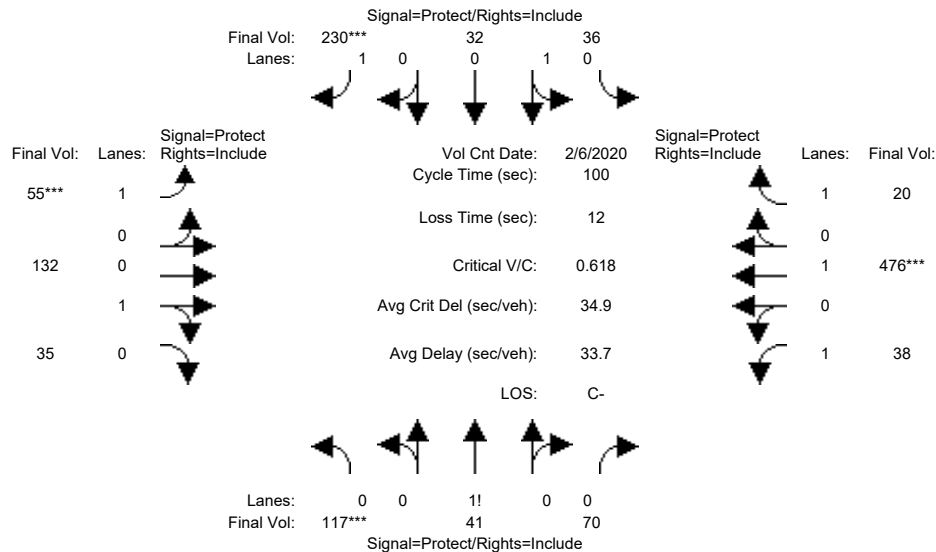 Signal=Protect/Rights=Include
Final Vol: 230*** 32 36
Lanes: 1 0 0 1 0
Signal=Protect Signal=Protect
Final Vol: Lanes: Rights=Include Vol Cnt Date: 2/6/2020 Rights=Include Lanes: Final Vol:
Cycle Time (sec): 100
55*** 1 1 20
Loss Time (sec): 12
0 0
132 0 Critical V/C: 0.618 1 476***
1 Avg Crit Del (sec/veh): 34.9 0
35 0 Avg Delay (sec/veh): 33.7 1 38
LOS: C-
Lanes: 0 0 1! 0 0
Final Vol: 117*** 41 70
Signal=Protect/Rights=Include